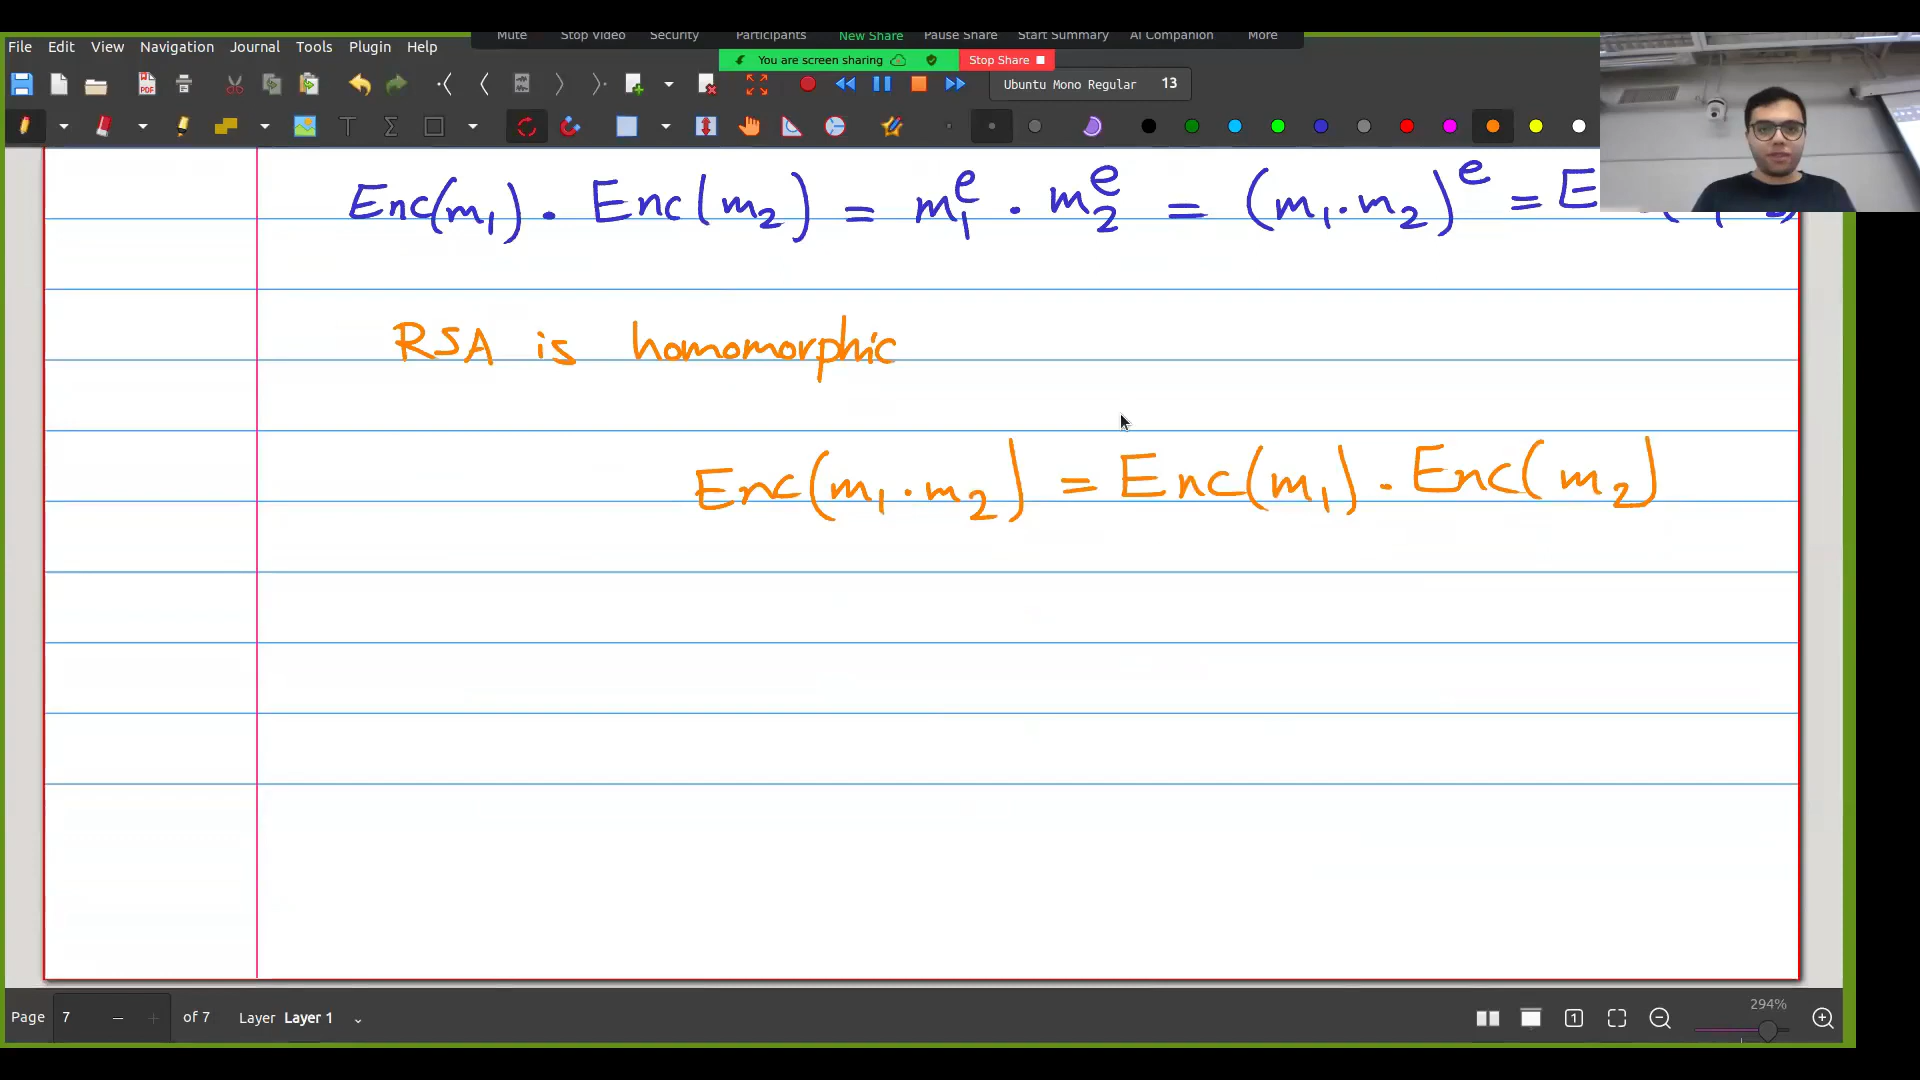 Mute Stop Video Security Participants New Share Pause Share Start Summary AI Companion More
File Edit View Navigation Journal Tools Plugin Help
You are screen sharing Stop Share
PDF Ubuntu Mono Regular 13
Enc(m₁) · Enc(m₂) = m₁ᵉ · m₂ᵉ = (m₁·m₂)ᵉ = E
RSA is homomorphic
Enc(m₁·m₂) = Enc(m₁) · Enc(m₂)
294%
Page 7 of 7 Layer Layer 1